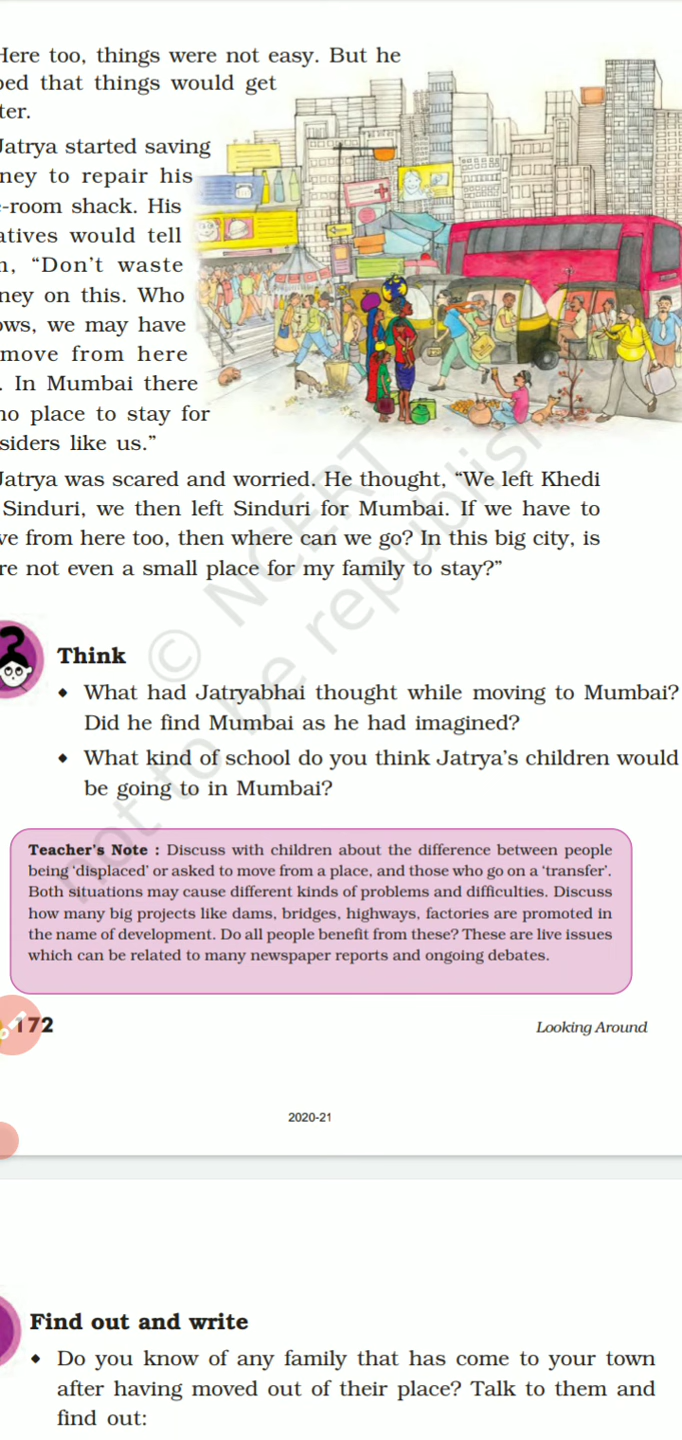 Here too, things were not easy. But he
ped that things would get
ter.
Jatrya started saving
ney to repair his
-room shack. His
atives would tell
n, “Don’t waste
ney on this. Who
ows, we may have
move from here
. In Mumbai there
no place to stay for
siders like us.”
Jatrya was scared and worried. He thought, “We left Khedi
Sinduri, we then left Sinduri for Mumbai. If we have to
ve from here too, then where can we go? In this big city, is
re not even a small place for my family to stay?”
© NCERT
not to be republish
Think
• What had Jatryabhai thought while moving to Mumbai?
Did he find Mumbai as he had imagined?
• What kind of school do you think Jatrya’s children would
be going to in Mumbai?
Teacher's Note : Discuss with children about the difference between people
being ‘displaced’ or asked to move from a place, and those who go on a ‘transfer’.
Both situations may cause different kinds of problems and difficulties. Discuss
how many big projects like dams, bridges, highways, factories are promoted in
the name of development. Do all people benefit from these? These are live issues
which can be related to many newspaper reports and ongoing debates.
172
Looking Around
2020-21
Find out and write
• Do you know of any family that has come to your town
after having moved out of their place? Talk to them and
find out: